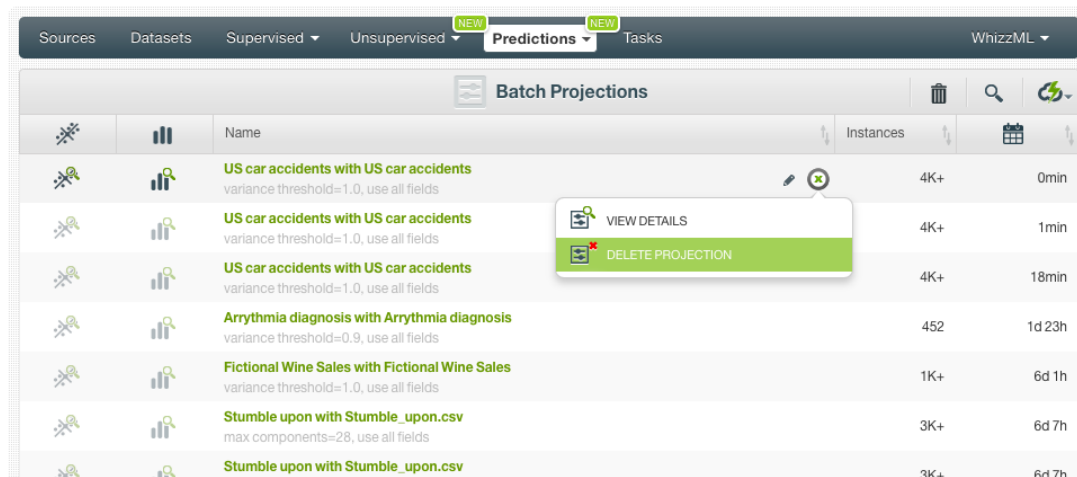 NEW NEW
Sources Datasets Supervised Unsupervised Predictions Tasks WhizzML
Batch Projections
Name Instances
US car accidents with US car accidents
variance threshold=1.0, use all fields
4K+ 0min
US car accidents with US car accidents
variance threshold=1.0, use all fields
4K+ 1min
VIEW DETAILS
DELETE PROJECTION
US car accidents with US car accidents
variance threshold=1.0, use all fields
4K+ 18min
Arrythmia diagnosis with Arrythmia diagnosis
variance threshold=0.9, use all fields
452 1d 23h
Fictional Wine Sales with Fictional Wine Sales
variance threshold=1.0, use all fields
1K+ 6d 1h
Stumble upon with Stumble_upon.csv
max components=28, use all fields
3K+ 6d 7h
Stumble upon with Stumble_upon.csv
3K+ 6d 7h